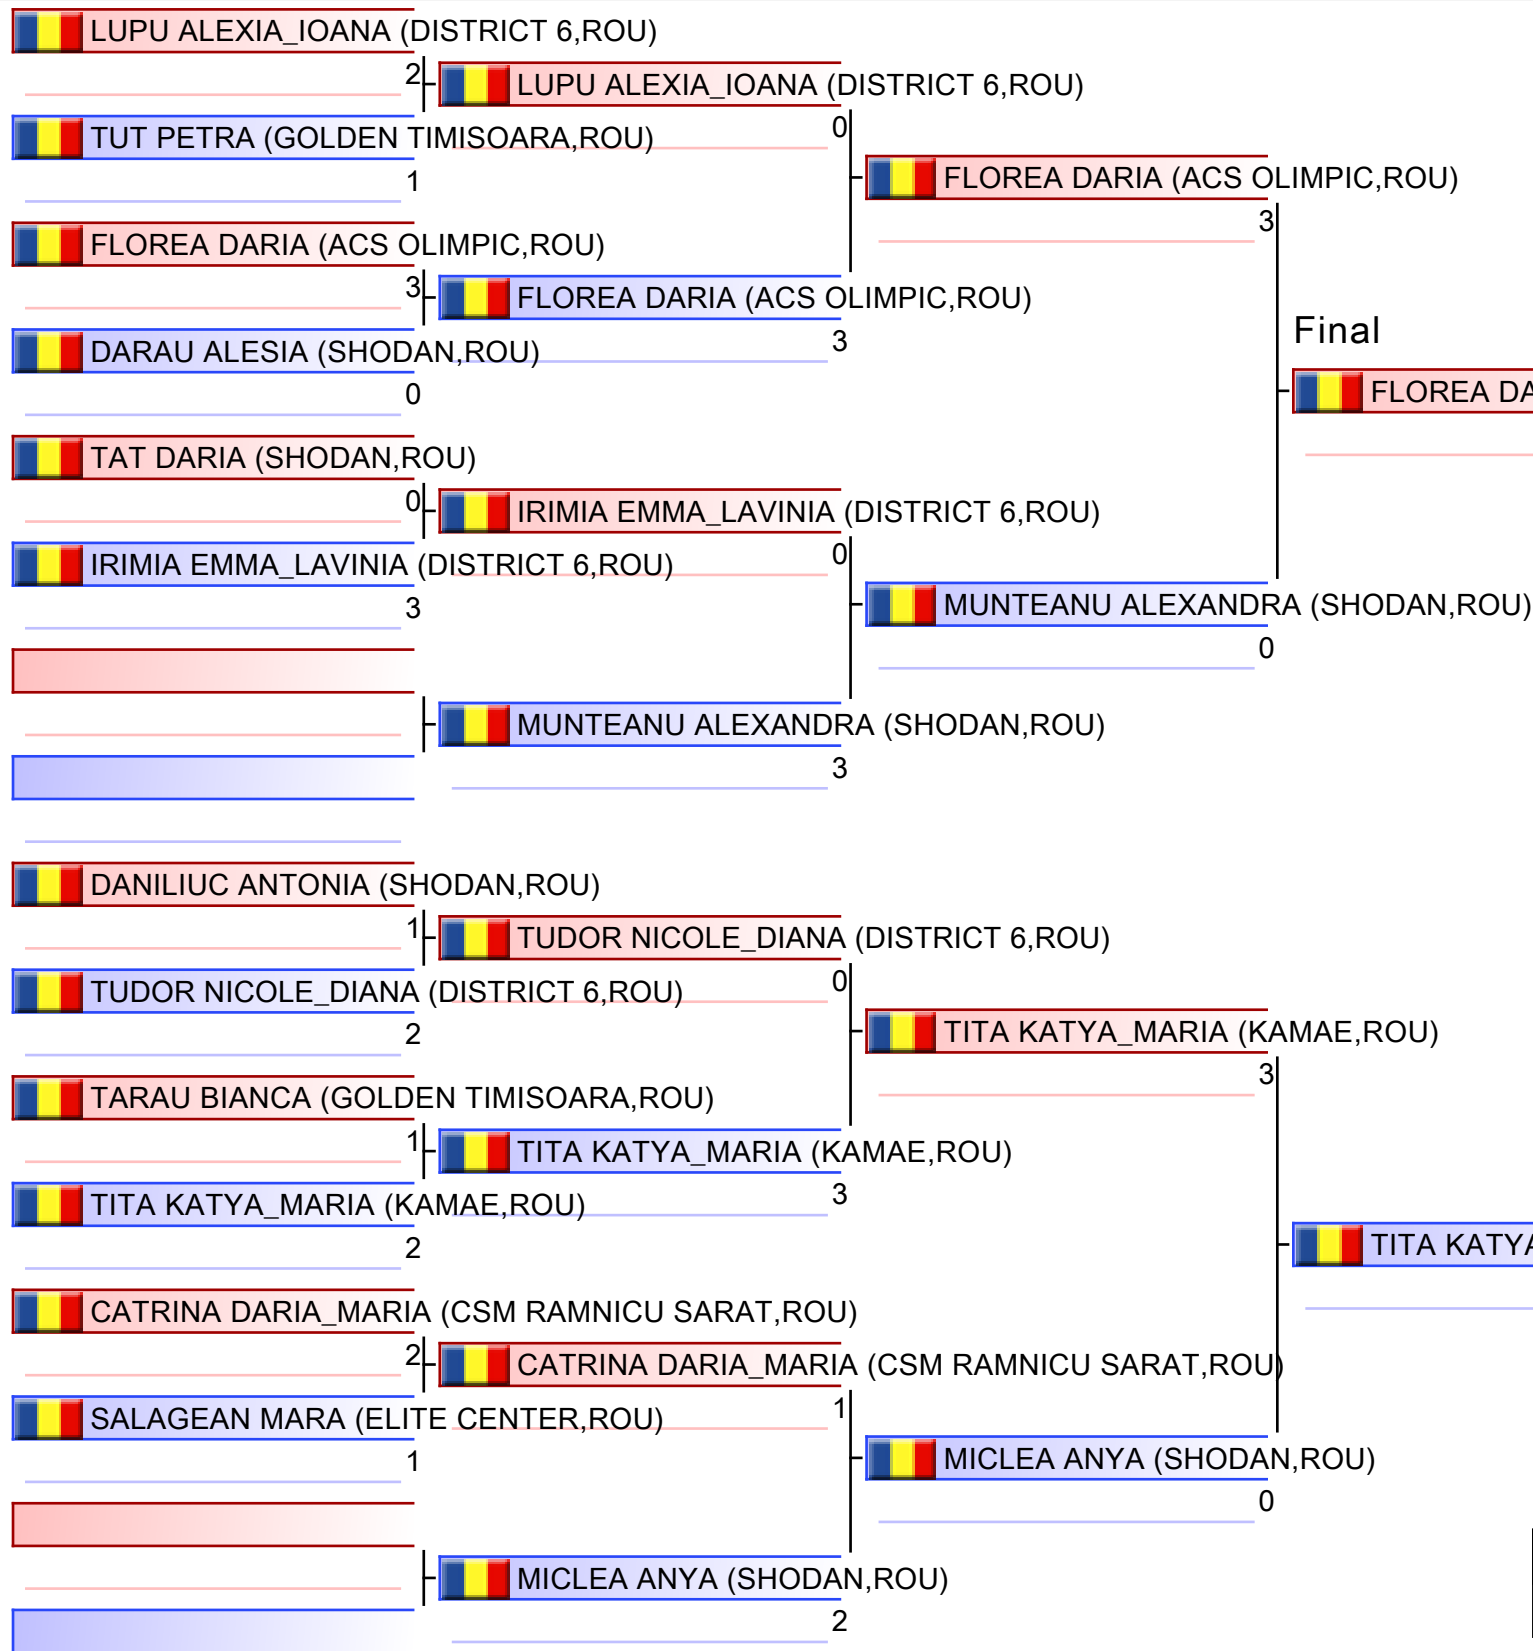 LUPU ALEXIA_IOANA (DISTRICT 6,ROU)
2
LUPU ALEXIA_IOANA (DISTRICT 6,ROU)
0
TUT PETRA (GOLDEN TIMISOARA,ROU)
1
FLOREA DARIA (ACS OLIMPIC,ROU)
3
FLOREA DARIA (ACS OLIMPIC,ROU)
3
FLOREA DARIA (ACS OLIMPIC,ROU)
3
DARAU ALESIA (SHODAN,ROU)
0
Final
FLOREA DA
TAT DARIA (SHODAN,ROU)
0
IRIMIA EMMA_LAVINIA (DISTRICT 6,ROU)
0
IRIMIA EMMA_LAVINIA (DISTRICT 6,ROU)
3
MUNTEANU ALEXANDRA (SHODAN,ROU)
0
MUNTEANU ALEXANDRA (SHODAN,ROU)
3
DANILIUC ANTONIA (SHODAN,ROU)
1
TUDOR NICOLE_DIANA (DISTRICT 6,ROU)
0
TUDOR NICOLE_DIANA (DISTRICT 6,ROU)
2
TITA KATYA_MARIA (KAMAE,ROU)
3
TARAU BIANCA (GOLDEN TIMISOARA,ROU)
1
TITA KATYA_MARIA (KAMAE,ROU)
3
TITA KATYA_MARIA (KAMAE,ROU)
2
TITA KATYA
CATRINA DARIA_MARIA (CSM RAMNICU SARAT,ROU)
2
CATRINA DARIA_MARIA (CSM RAMNICU SARAT,ROU)
1
SALAGEAN MARA (ELITE CENTER,ROU)
1
MICLEA ANYA (SHODAN,ROU)
0
MICLEA ANYA (SHODAN,ROU)
2